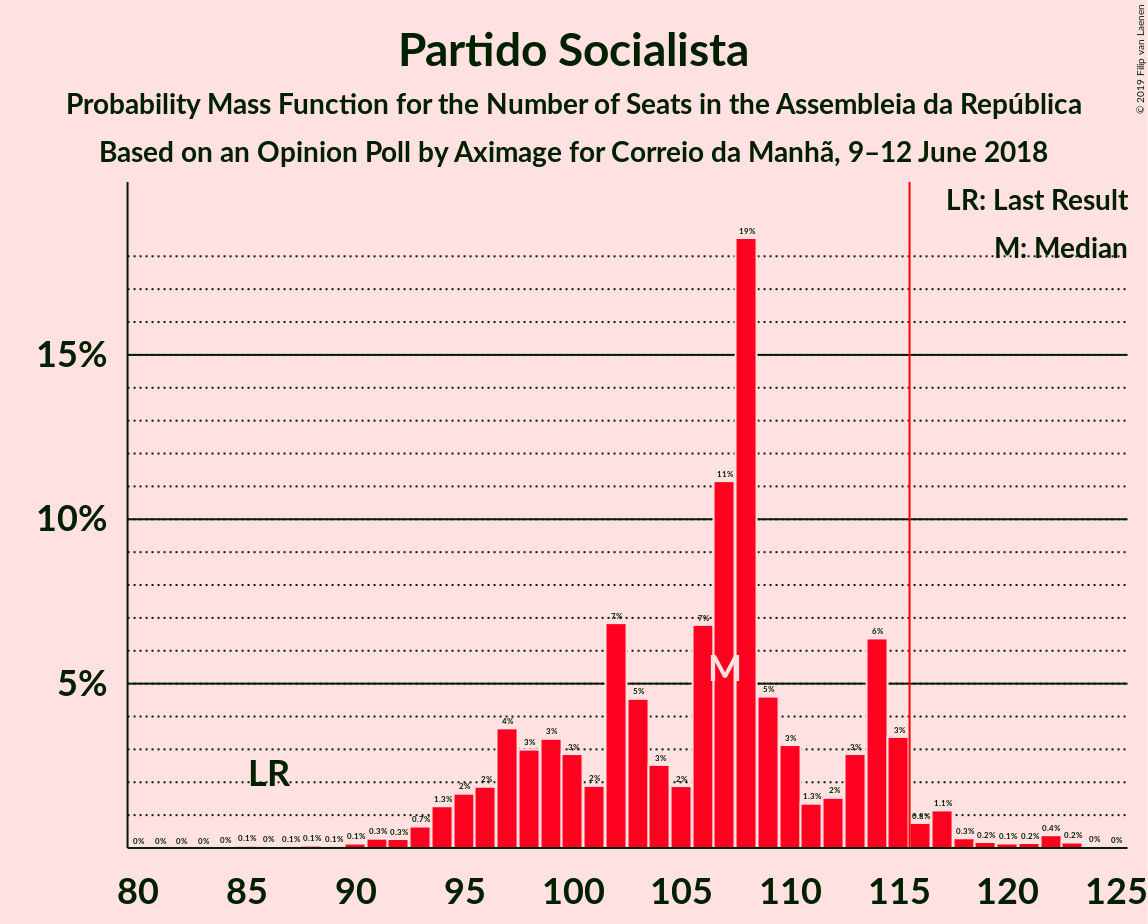 Partido Socialista
Probability Mass Function for the Number of Seats in the Assembleia da República
Based on an Opinion Poll by Aximage for Correio da Manhã, 9–12 June 2018
© 2019 Filip van Laenen
LR: Last Result
M: Median
15%
10%
5%
LR
M
0% 0% 0% 0% 0% 0.1% 0% 0.1% 0.1% 0.1% 0.1% 0.3% 0.3% 0.7% 1.3% 2% 2% 4% 3% 3% 3% 2% 7% 5% 3% 2% 7% 11% 19% 5% 3% 1.3% 2% 3% 6% 3% 0.8% 1.1% 0.3% 0.2% 0.1% 0.2% 0.4% 0.2% 0% 0%
80 85 90 95 100 105 110 115 120 125